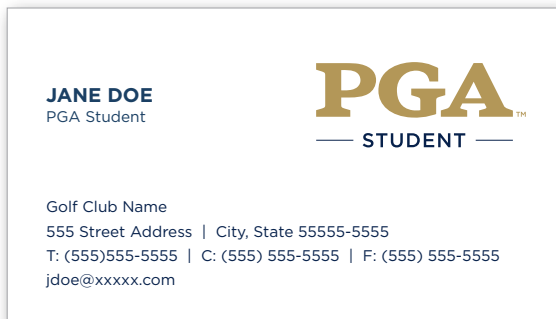 JANE DOE
PGA Student
PGA™
STUDENT
Golf Club Name
555 Street Address | City, State 55555-5555
T: (555)555-5555 | C: (555) 555-5555 | F: (555) 555-5555
jdoe@xxxxx.com